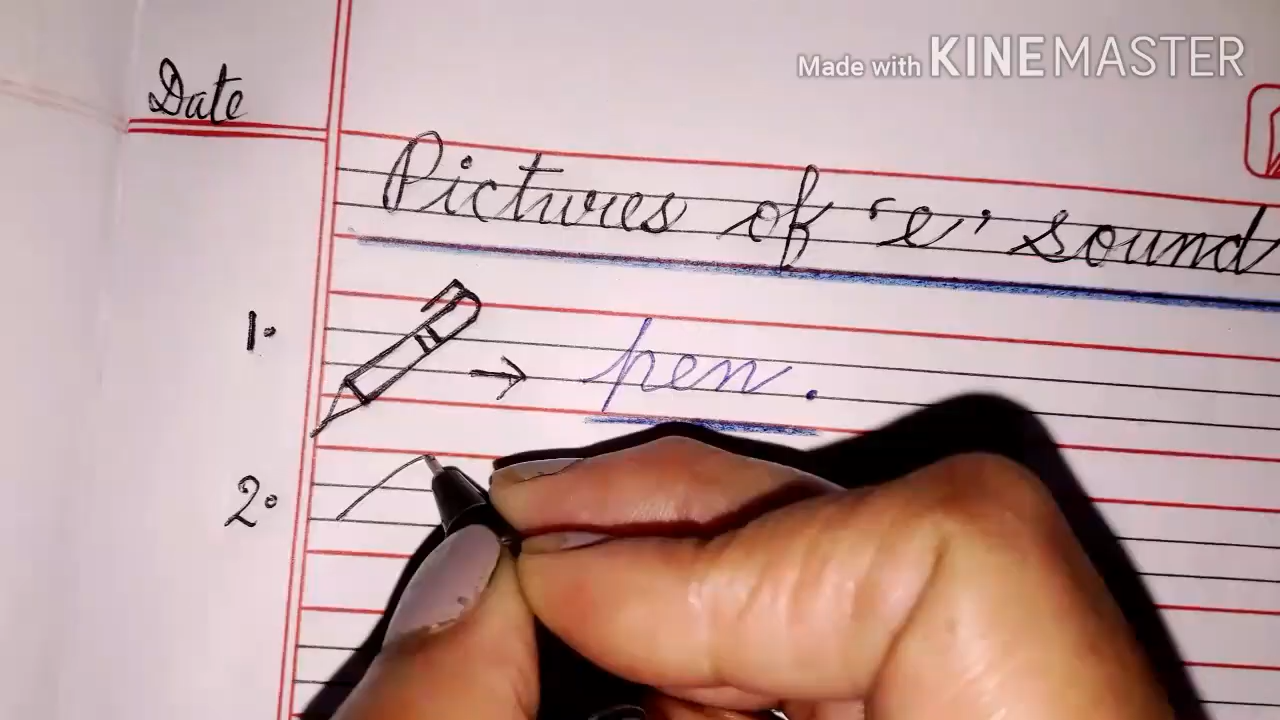 Made with KINEMASTER
Date
Pictures of 'e' sound
1. → pen.
2.